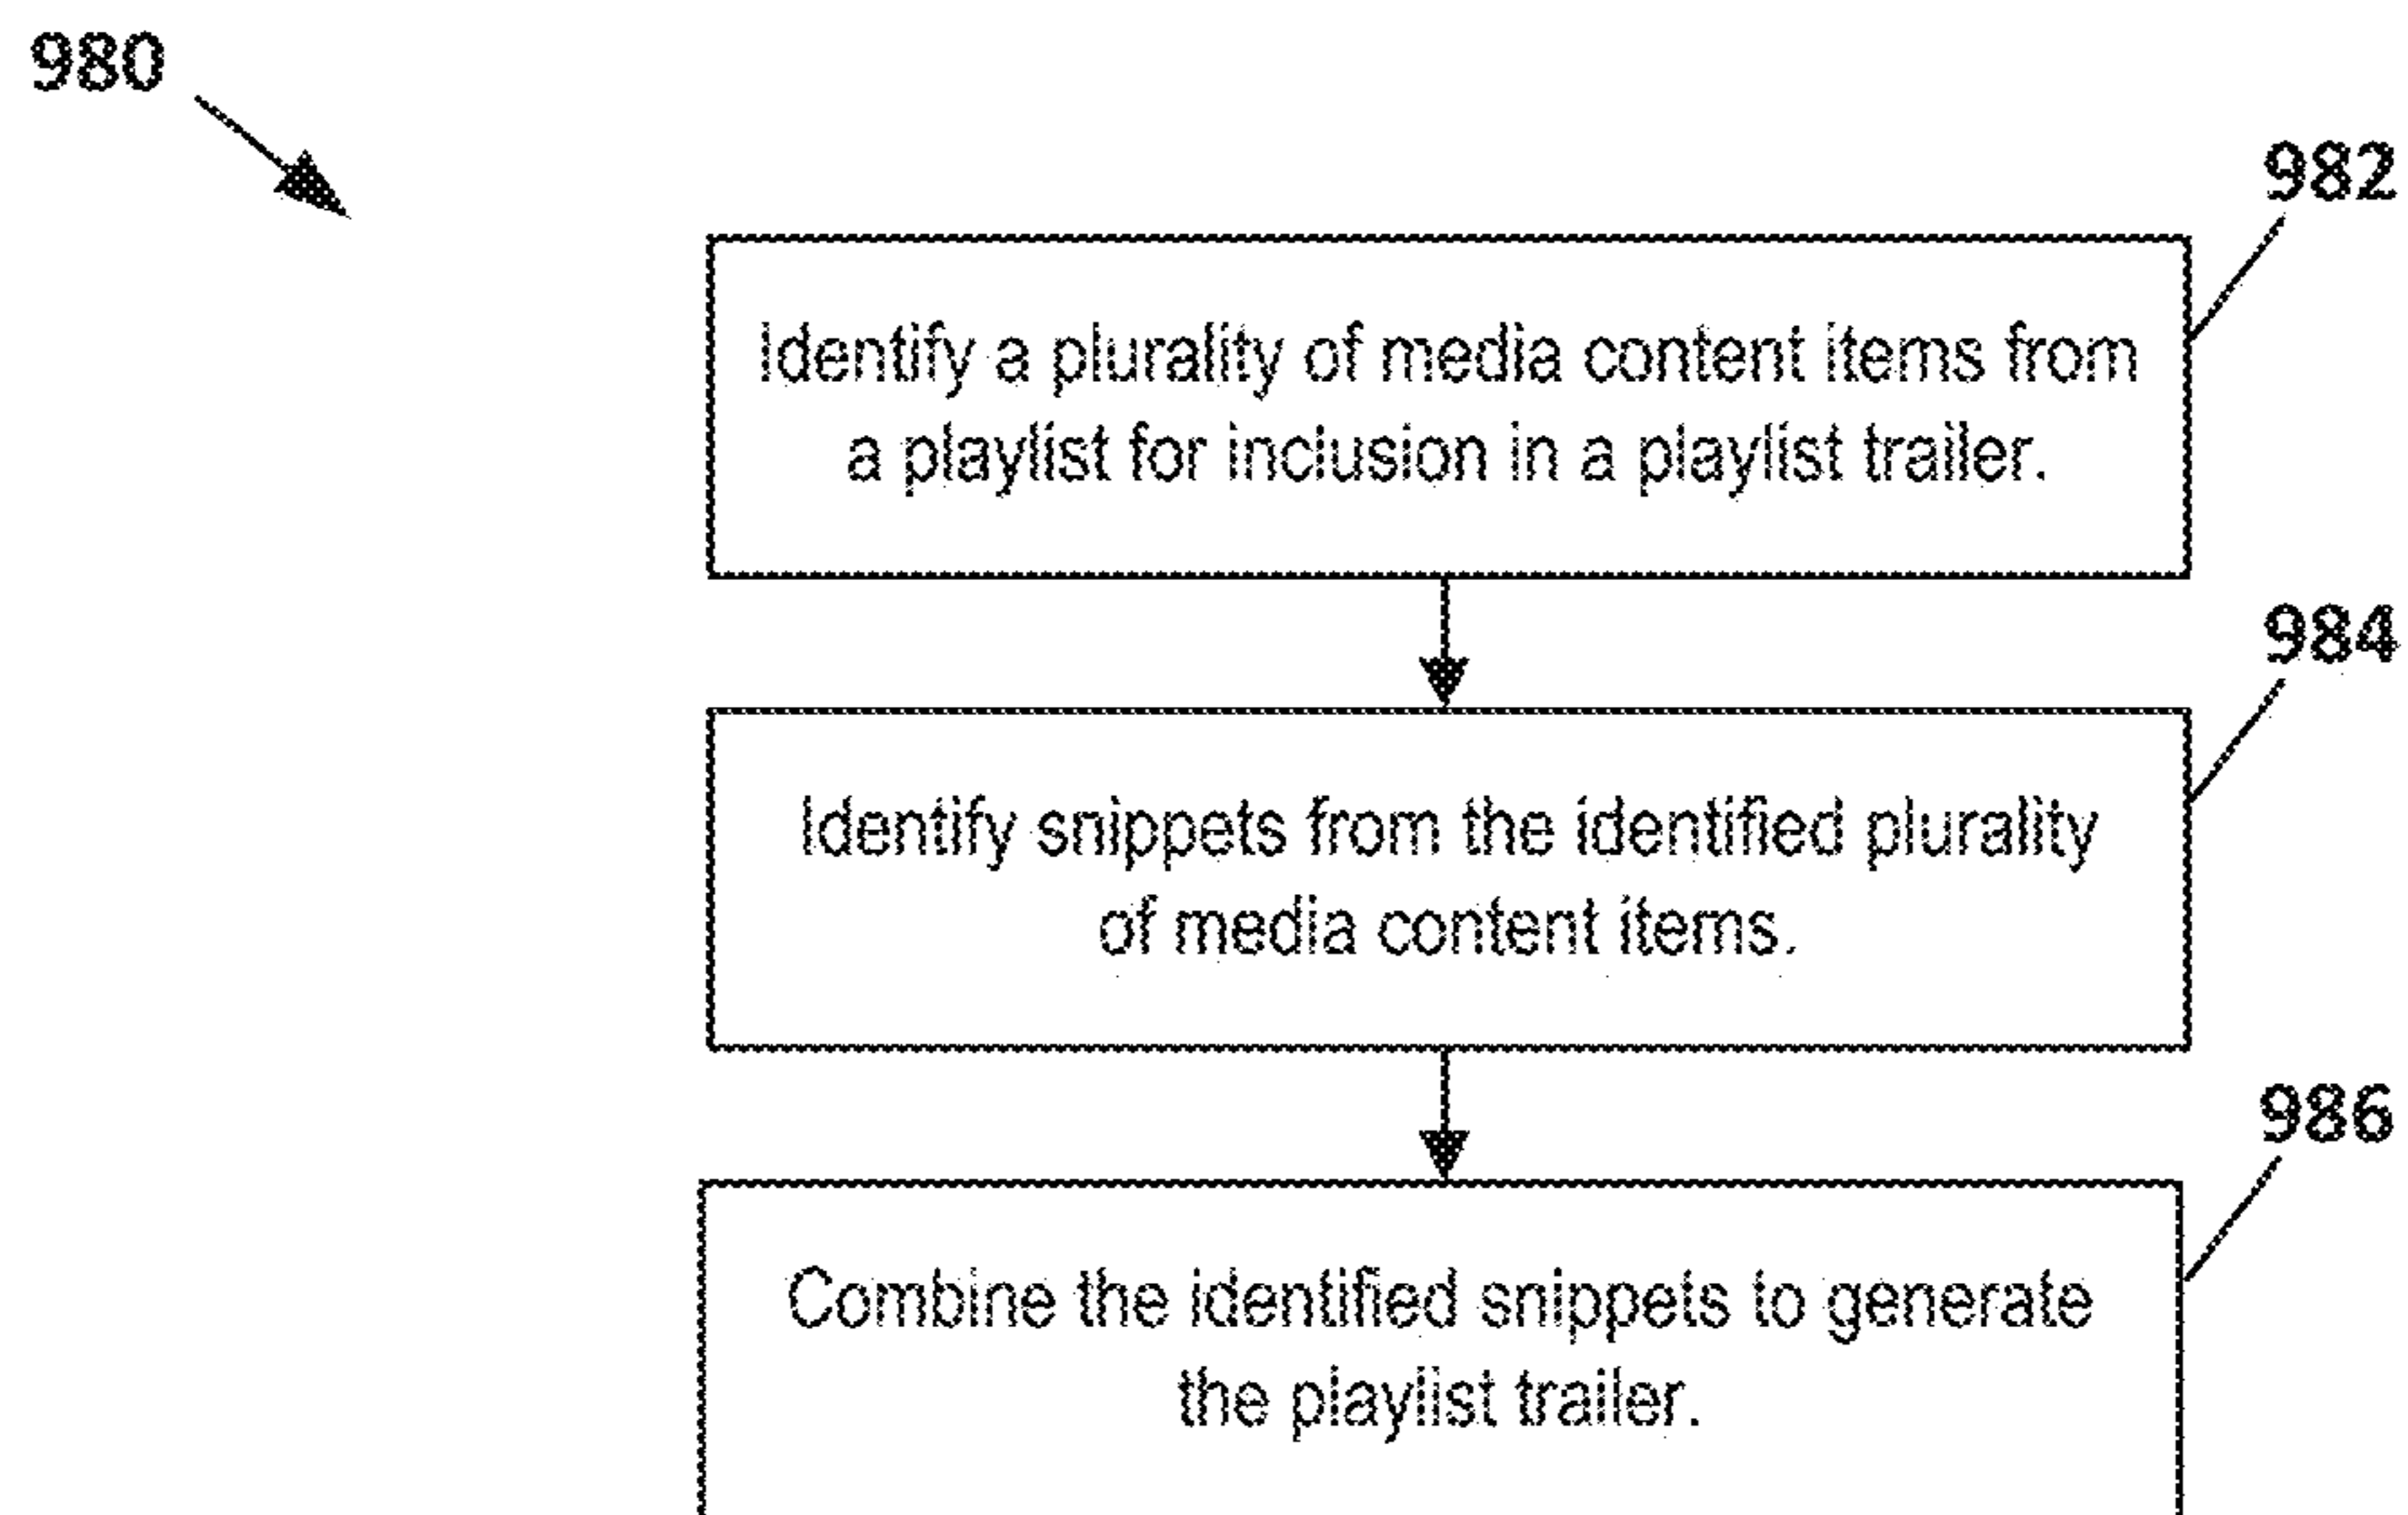 980
982
Identify a plurality of media content items from
a playlist for inclusion in a playlist trailer.
984
Identify snippets from the identified plurality
of media content items.
986
Combine the identified snippets to generate
the playlist trailer.